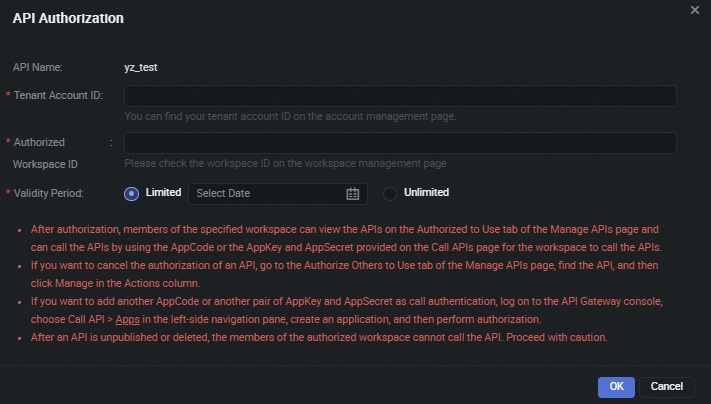 API Authorization
API Name: yz_test
* Tenant Account ID:
You can find your tenant account ID on the account management page.
* Authorized :
Workspace ID
Please check the workspace ID on the workspace management page
* Validity Period: Limited Select Date Unlimited
• After authorization, members of the specified workspace can view the APIs on the Authorized to Use tab of the Manage APIs page and
can call the APIs by using the AppCode or the AppKey and AppSecret provided on the Call APIs page for the workspace to call the APIs.
• If you want to cancel the authorization of an API, go to the Authorize Others to Use tab of the Manage APIs page, find the API, and then
click Manage in the Actions column.
• If you want to add another AppCode or another pair of AppKey and AppSecret as call authentication, log on to the API Gateway console,
choose Call API > Apps in the left-side navigation pane, create an application, and then perform authorization.
• After an API is unpublished or deleted, the members of the authorized workspace cannot call the API. Proceed with caution.
OK Cancel